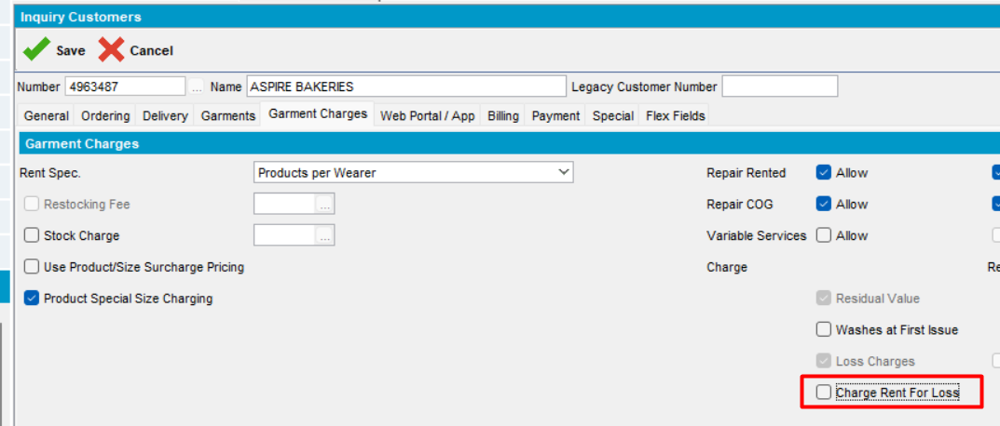 Inquiry Customers
Save Cancel
Number 4963487 ... Name ASPIRE BAKERIES Legacy Customer Number
General Ordering Delivery Garments Garment Charges Web Portal / App Billing Payment Special Flex Fields
Garment Charges
Rent Spec. Products per Wearer Repair Rented Allow
Restocking Fee ... Repair COG Allow
Stock Charge ... Variable Services Allow
Use Product/Size Surcharge Pricing Charge Re
Product Special Size Charging Residual Value
Washes at First Issue
Loss Charges
Charge Rent For Loss